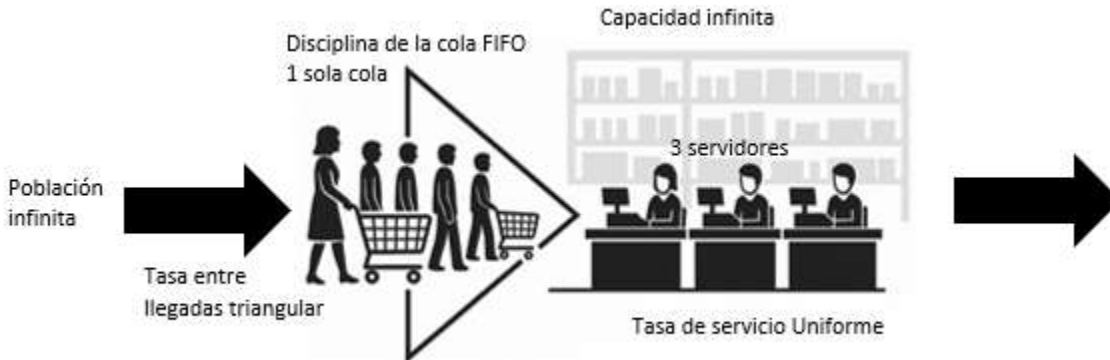 Capacidad infinita
Disciplina de la cola FIFO
1 sola cola
3 servidores
Población
infinita
Tasa entre
llegadas triangular
Tasa de servicio Uniforme